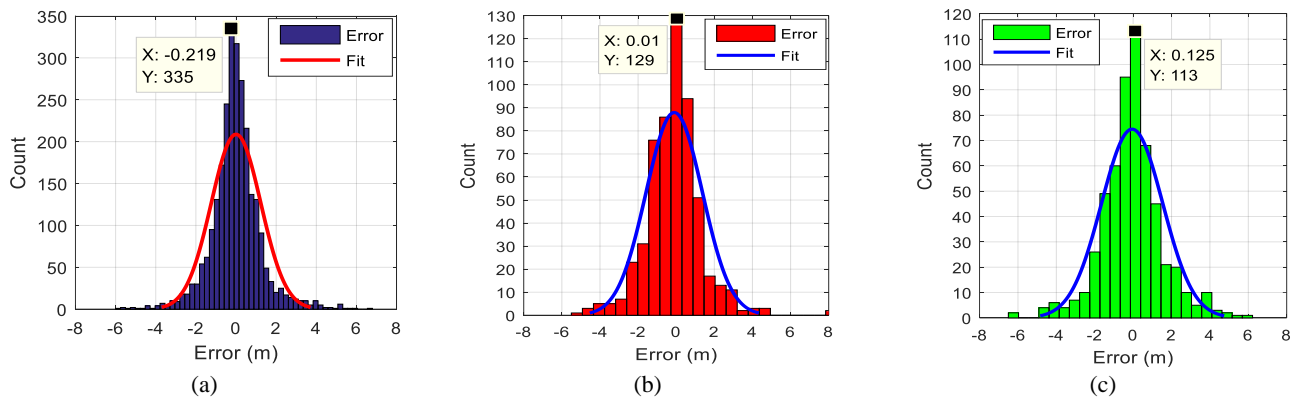 350
300
250
200
150
100
50
0
Count
-8 -6 -4 -2 0 2 4 6 8
Error (m)
X: -0.219
Y: 335
Error
Fit
(a)
130
120
110
100
90
80
70
60
50
40
30
20
10
0
Count
-8 -6 -4 -2 0 2 4 6 8
Error (m)
X: 0.01
Y: 129
Error
Fit
(b)
120
110
100
90
80
70
60
50
40
30
20
10
0
Count
-8 -6 -4 -2 0 2 4 6 8
Error (m)
X: 0.125
Y: 113
Error
Fit
(c)